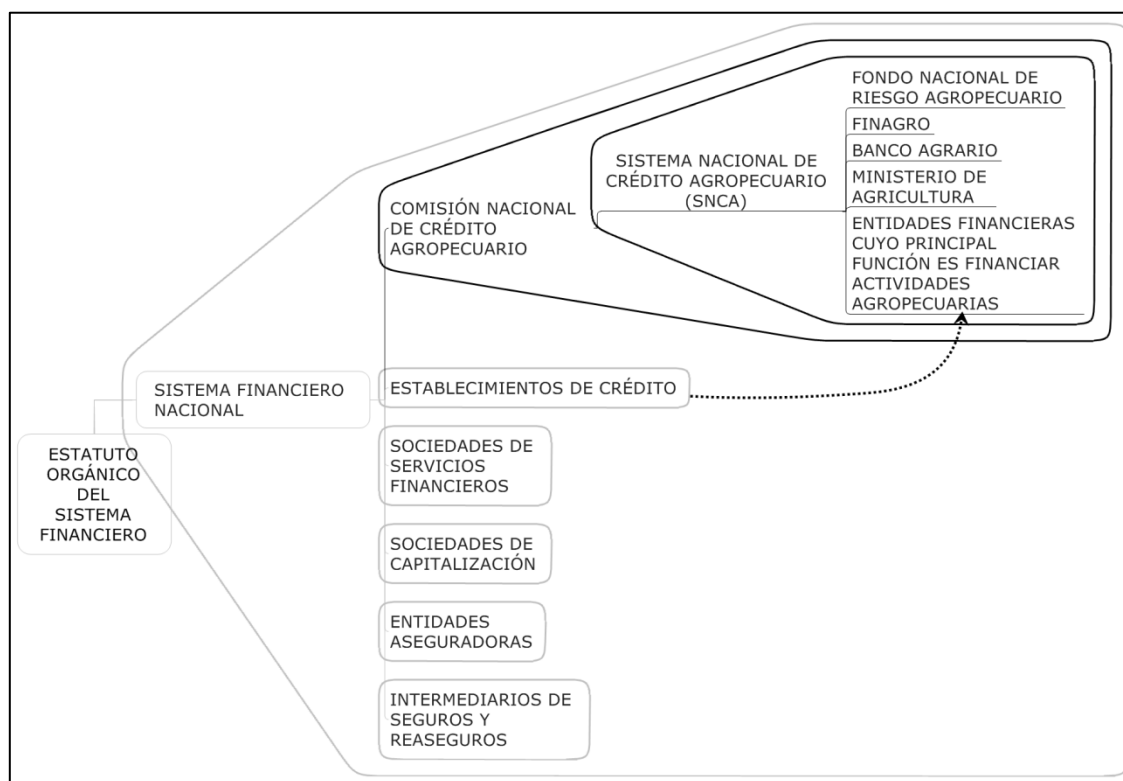 FONDO NACIONAL DE
RIESGO AGROPECUARIO
FINAGRO
BANCO AGRARIO
MINISTERIO DE
AGRICULTURA
ENTIDADES FINANCIERAS
CUYO PRINCIPAL
FUNCIÓN ES FINANCIAR
ACTIVIDADES
AGROPECUARIAS
SISTEMA NACIONAL DE
CRÉDITO AGROPECUARIO
(SNCA)
COMISIÓN NACIONAL
DE CRÉDITO
AGROPECUARIO
ESTABLECIMIENTOS DE CRÉDITO
SISTEMA FINANCIERO
NACIONAL
ESTATUTO
ORGÁNICO
DEL
SISTEMA
FINANCIERO
SOCIEDADES DE
SERVICIOS
FINANCIEROS
SOCIEDADES DE
CAPITALIZACIÓN
ENTIDADES
ASEGURADORAS
INTERMEDIARIOS DE
SEGUROS Y
REASEGUROS